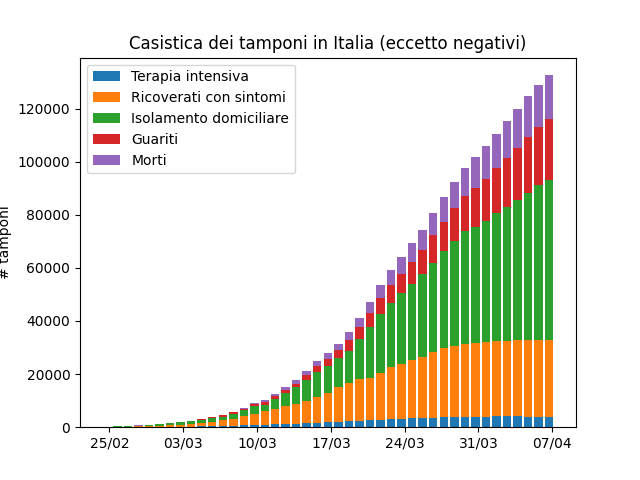 Casistica dei tamponi in Italia (eccetto negativi)
Terapia intensiva
Ricoverati con sintomi
Isolamento domiciliare
Guariti
Morti
# tamponi
120000
100000
80000
60000
40000
20000
0
25/02 03/03 10/03 17/03 24/03 31/03 07/04